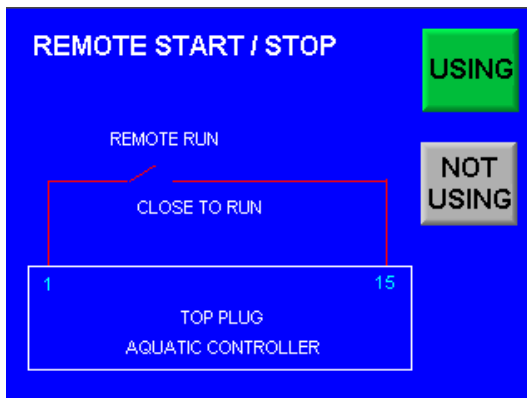 REMOTE START / STOP
USING
REMOTE RUN
NOT
USING
CLOSE TO RUN
1
15
TOP PLUG
AQUATIC CONTROLLER